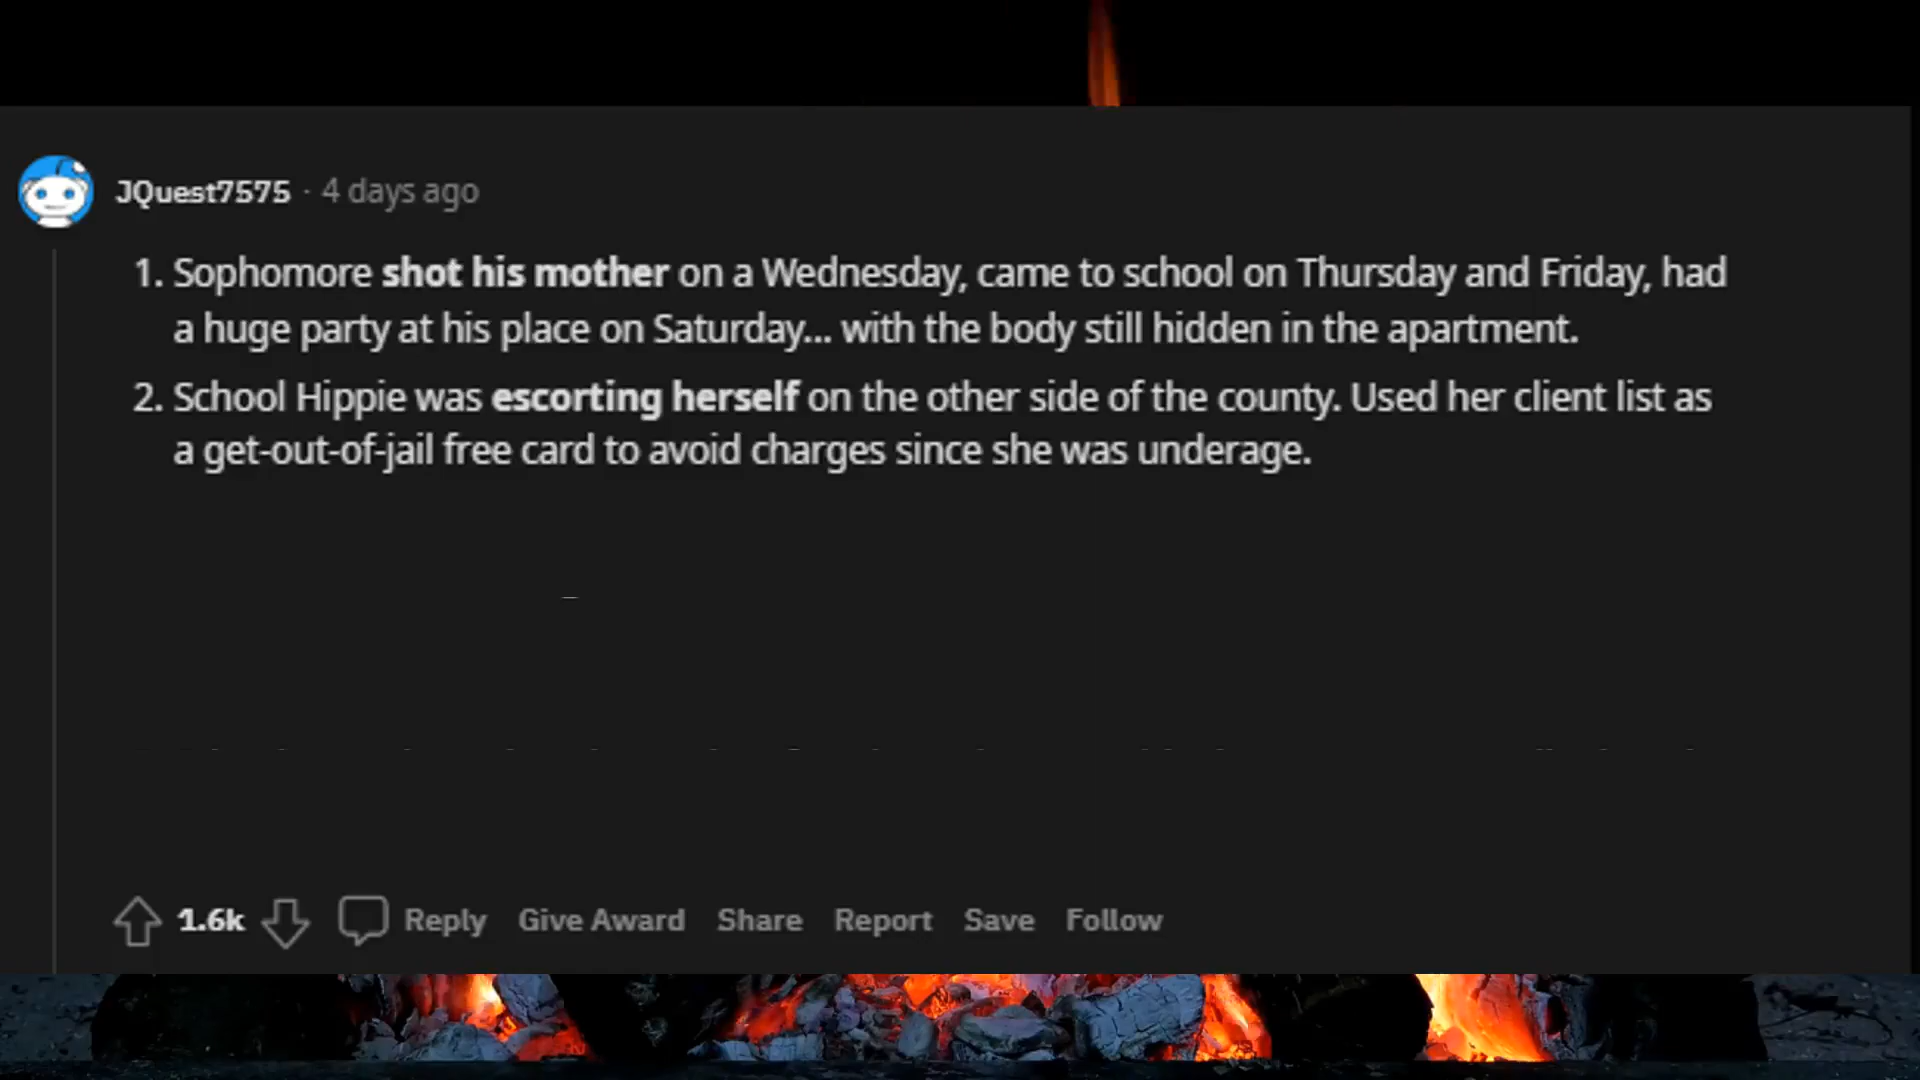 JQuest7575 · 4 days ago
1. Sophomore shot his mother on a Wednesday, came to school on Thursday and Friday, had
a huge party at his place on Saturday... with the body still hidden in the apartment.
2. School Hippie was escorting herself on the other side of the county. Used her client list as
a get-out-of-jail free card to avoid charges since she was underage.
1.6k Reply Give Award Share Report Save Follow